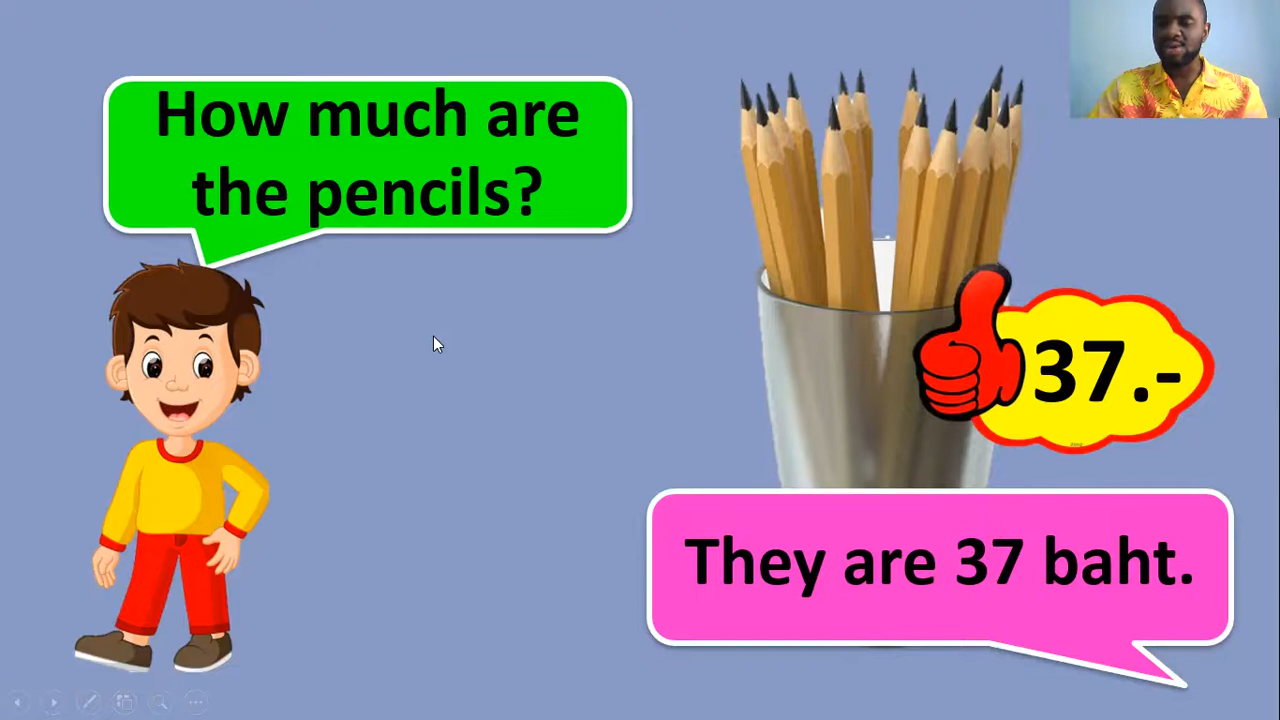 How much are
the pencils?
37.-
They are 37 baht.